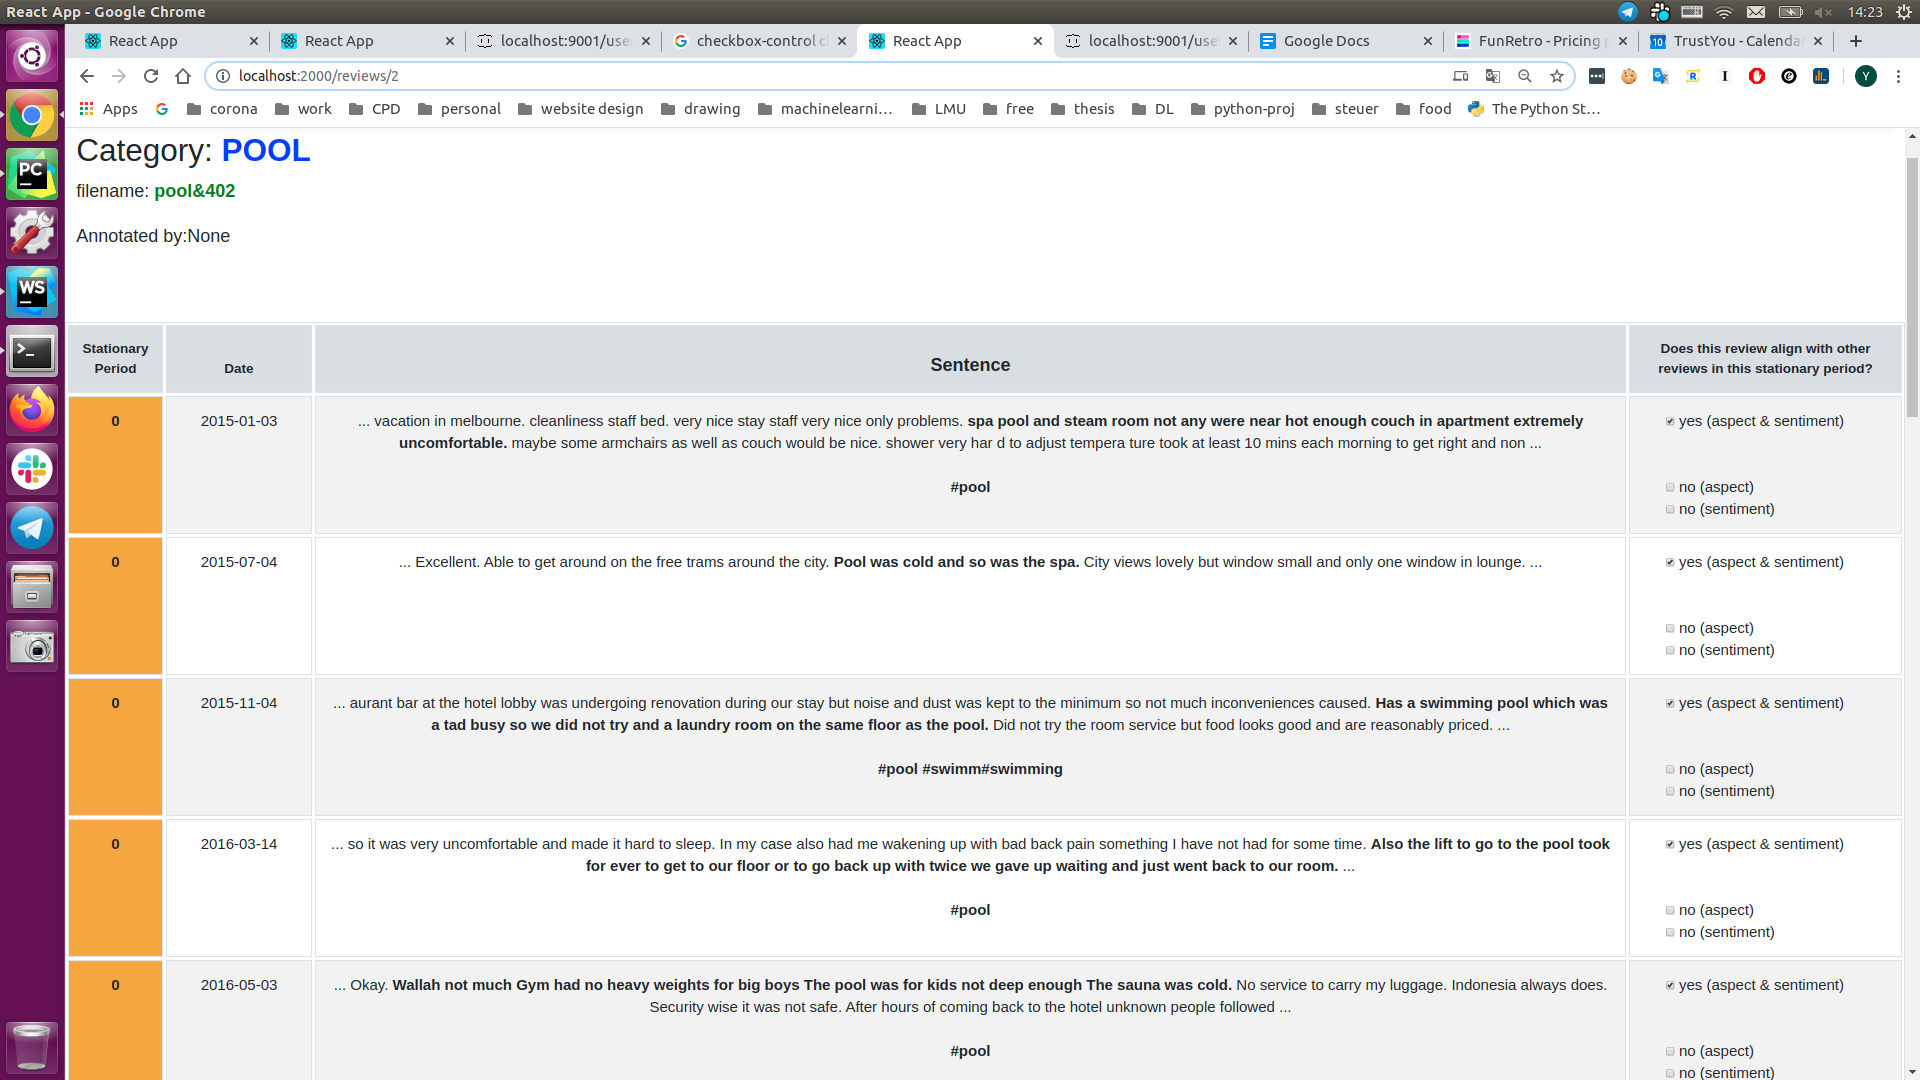 React App - Google Chrome
14:23
React App
React App
localhost:9001/use
checkbox-control c
React App
localhost:9001/use
Google Docs
FunRetro - Pricing
TrustYou - Calenda
localhost:2000/reviews/2
Y
Apps
corona
work
CPD
personal
website design
drawing
machinelearni...
LMU
free
thesis
DL
python-proj
steuer
food
The Python St...
Category: POOL
filename: pool&402
Annotated by:None
Stationary Period
Date
Sentence
Does this review align with other
reviews in this stationary period?
0
2015-01-03
... vacation in melbourne. cleanliness staff bed. very nice stay staff very nice only problems. spa pool and steam room not any were near hot enough couch in apartment extremely
uncomfortable. maybe some armchairs as well as couch would be nice. shower very har d to adjust tempera ture took at least 10 mins each morning to get right and non ...
#pool
yes (aspect & sentiment)
no (aspect)
no (sentiment)
0
2015-07-04
... Excellent. Able to get around on the free trams around the city. Pool was cold and so was the spa. City views lovely but window small and only one window in lounge. ...
yes (aspect & sentiment)
no (aspect)
no (sentiment)
0
2015-11-04
... aurant bar at the hotel lobby was undergoing renovation during our stay but noise and dust was kept to the minimum so not much inconveniences caused. Has a swimming pool which was
a tad busy so we did not try and a laundry room on the same floor as the pool. Did not try the room service but food looks good and are reasonably priced. ...
#pool #swimm#swimming
yes (aspect & sentiment)
no (aspect)
no (sentiment)
0
2016-03-14
... so it was very uncomfortable and made it hard to sleep. In my case also had me wakening up with bad back pain something I have not had for some time. Also the lift to go to the pool took
for ever to get to our floor or to go back up with twice we gave up waiting and just went back to our room. ...
#pool
yes (aspect & sentiment)
no (aspect)
no (sentiment)
0
2016-05-03
... Okay. Wallah not much Gym had no heavy weights for big boys The pool was for kids not deep enough The sauna was cold. No service to carry my luggage. Indonesia always does.
Security wise it was not safe. After hours of coming back to the hotel unknown people followed ...
#pool
yes (aspect & sentiment)
no (aspect)
no (sentiment)
PC
WS